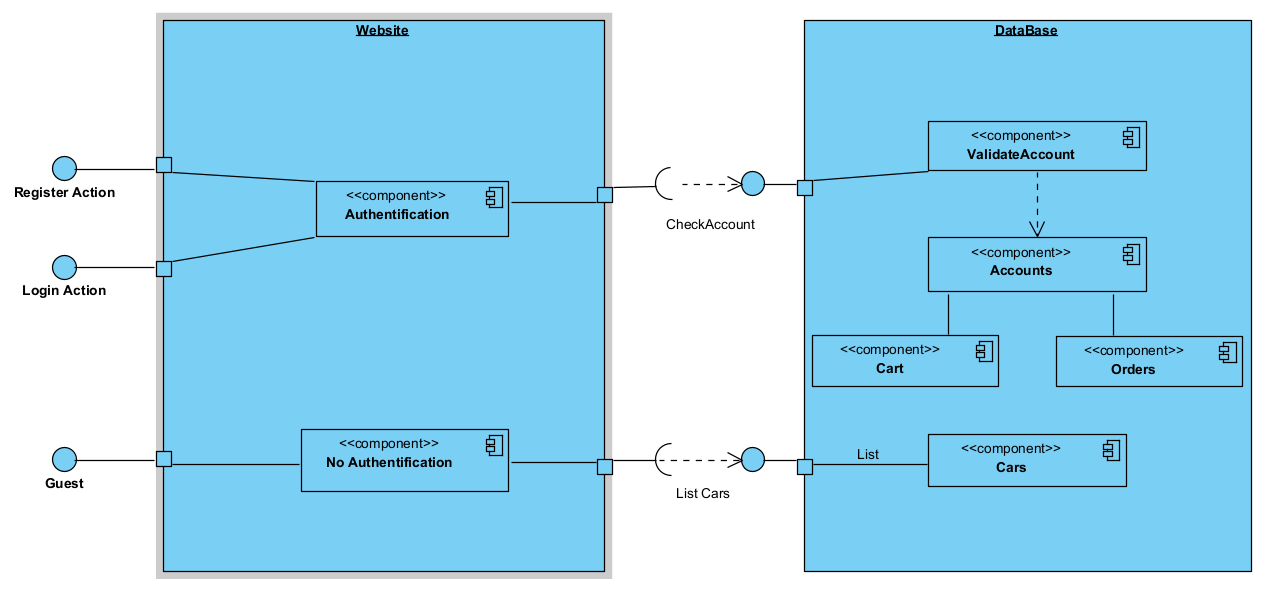 Website
DataBase
<<component>>
ValidateAccount
Register Action
<<component>>
Authentification
CheckAccount
<<component>>
Accounts
Login Action
<<component>>
Cart
<<component>>
Orders
<<component>>
No Authentification
List
<<component>>
Cars
Guest
List Cars